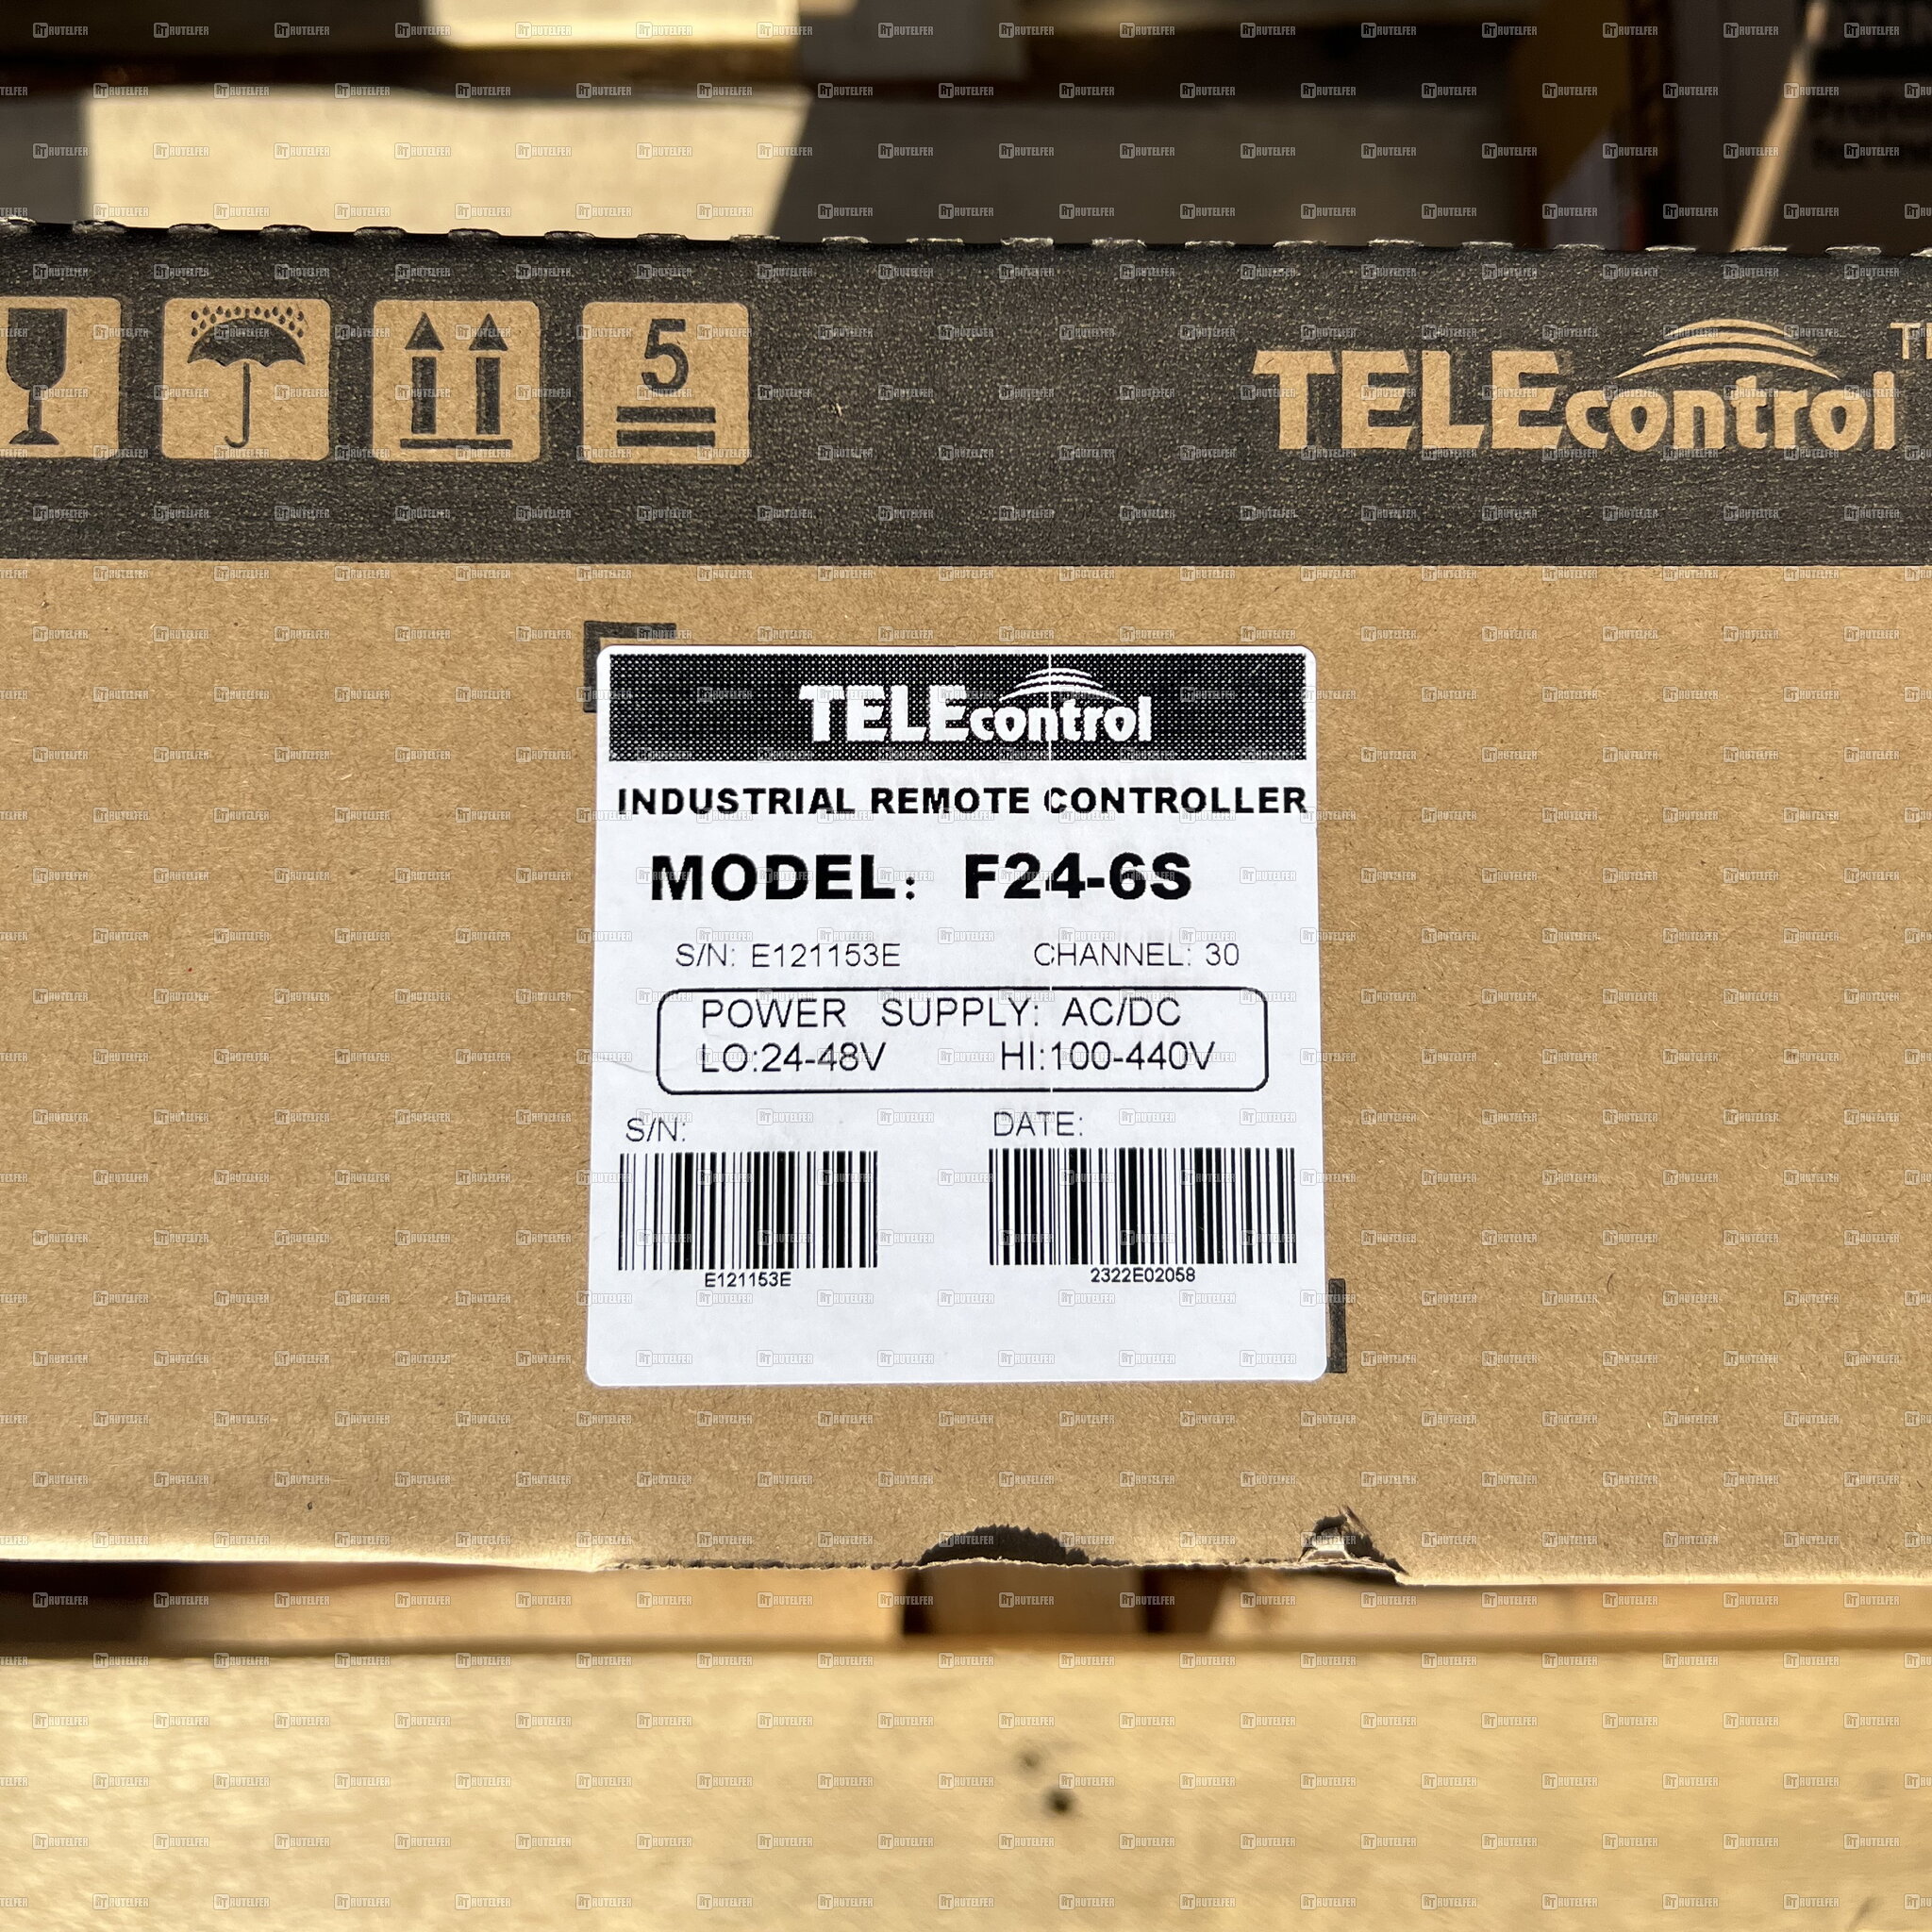 5
TELEcontrol
TELEcontrol
INDUSTRIAL REMOTE CONTROLLER
MODEL: F24-6S
S/N: E121153E CHANNEL: 30
POWER SUPPLY: AC/DC
LO:24-48V HI:100-440V
S/N: DATE:
E121153E 2322E02058
RUTELFER